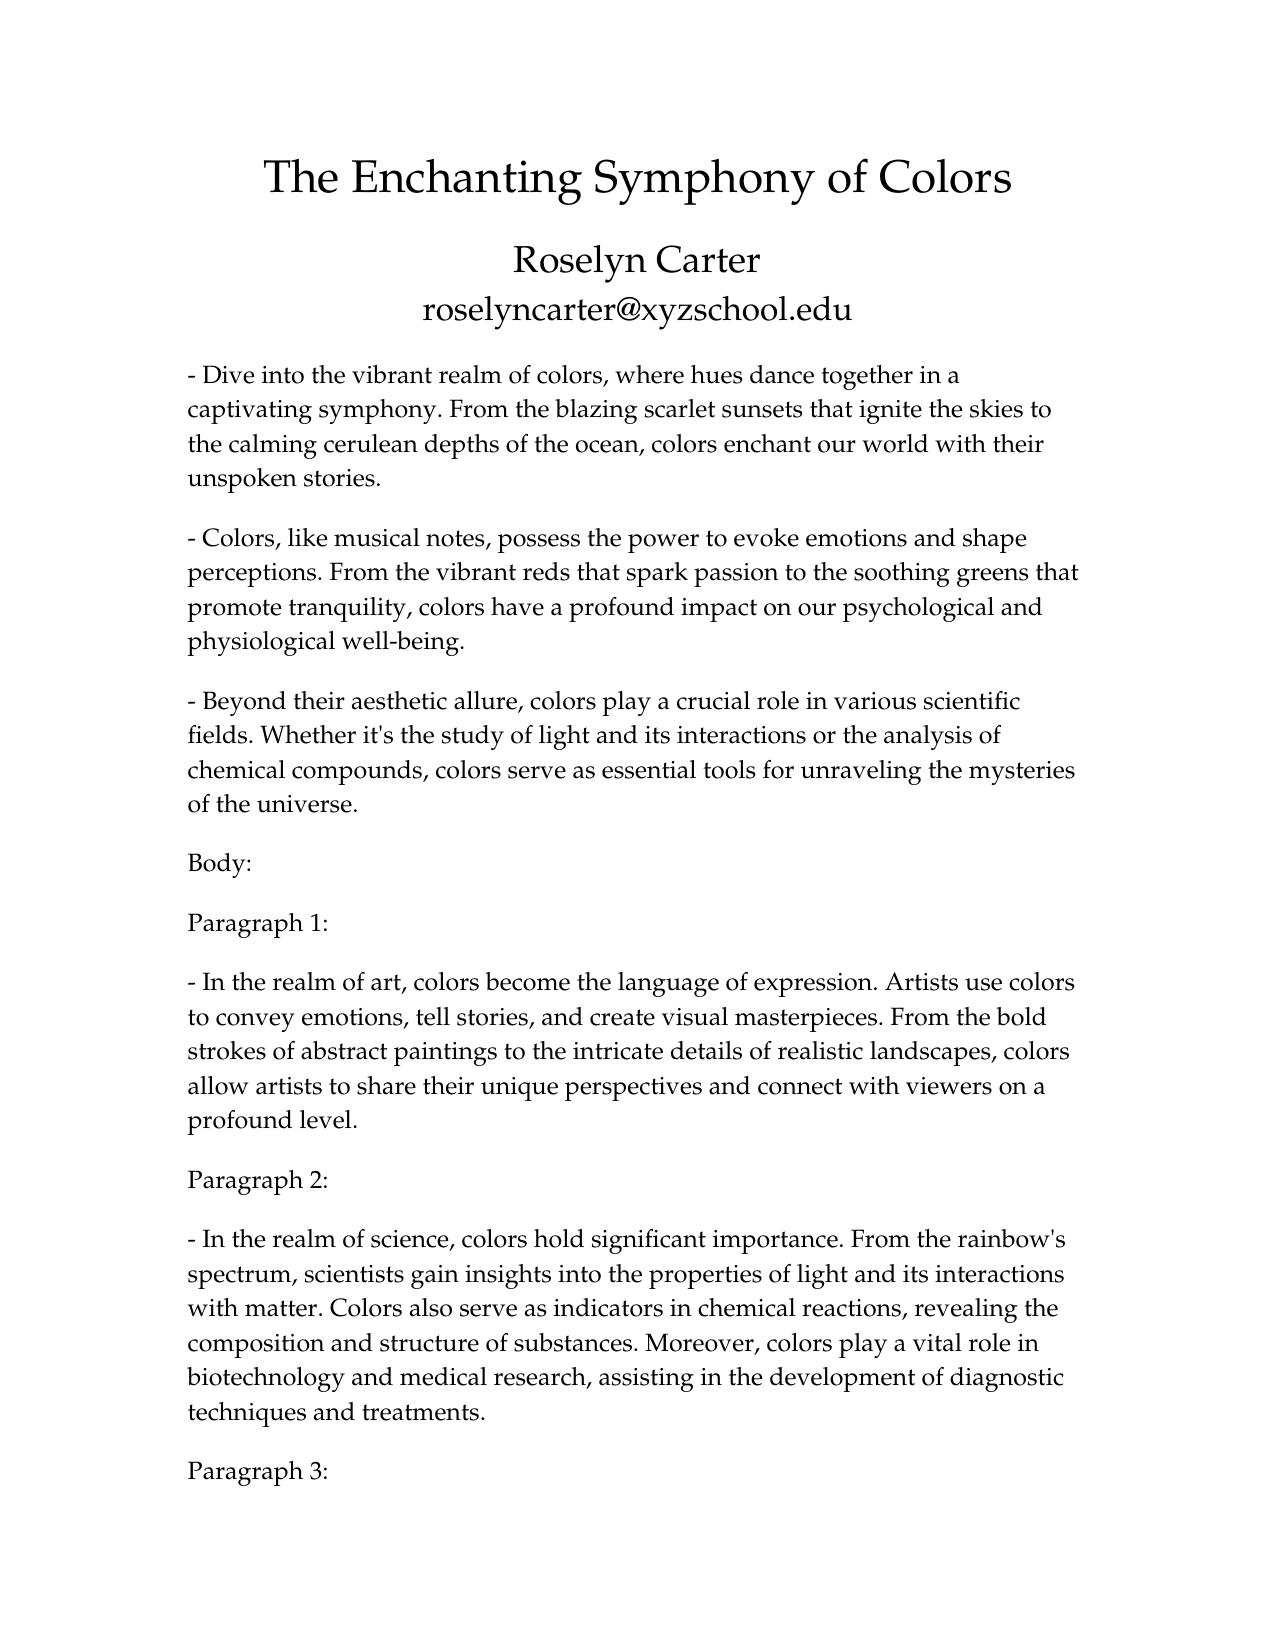 The Enchanting Symphony of Colors
Roselyn Carter
roselyncarter@xyzschool.edu
- Dive into the vibrant realm of colors, where hues dance together in a
captivating symphony. From the blazing scarlet sunsets that ignite the skies to
the calming cerulean depths of the ocean, colors enchant our world with their
unspoken stories.
- Colors, like musical notes, possess the power to evoke emotions and shape
perceptions. From the vibrant reds that spark passion to the soothing greens that
promote tranquility, colors have a profound impact on our psychological and
physiological well-being.
- Beyond their aesthetic allure, colors play a crucial role in various scientific
fields. Whether it's the study of light and its interactions or the analysis of
chemical compounds, colors serve as essential tools for unraveling the mysteries
of the universe.
Body:
Paragraph 1:
- In the realm of art, colors become the language of expression. Artists use colors
to convey emotions, tell stories, and create visual masterpieces. From the bold
strokes of abstract paintings to the intricate details of realistic landscapes, colors
allow artists to share their unique perspectives and connect with viewers on a
profound level.
Paragraph 2:
- In the realm of science, colors hold significant importance. From the rainbow's
spectrum, scientists gain insights into the properties of light and its interactions
with matter. Colors also serve as indicators in chemical reactions, revealing the
composition and structure of substances. Moreover, colors play a vital role in
biotechnology and medical research, assisting in the development of diagnostic
techniques and treatments.
Paragraph 3: